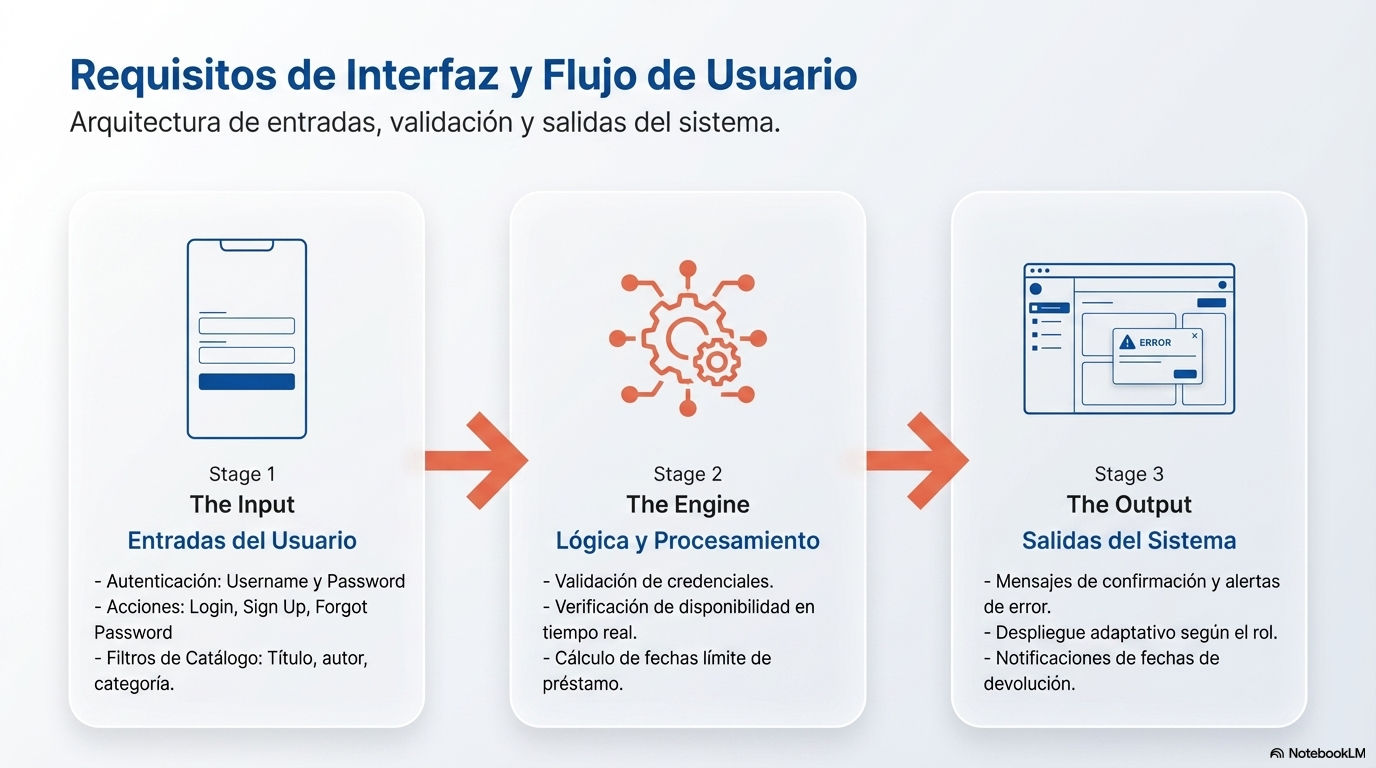 Requisitos de Interfaz y Flujo de Usuario
Arquitectura de entradas, validación y salidas del sistema.
Stage 1
The Input
Entradas del Usuario
- Autenticación: Username y Password
- Acciones: Login, Sign Up, Forgot
Password
- Filtros de Catálogo: Título, autor,
categoría.
Stage 2
The Engine
Lógica y Procesamiento
- Validación de credenciales.
- Verificación de disponibilidad en
tiempo real.
- Cálculo de fechas límite de
préstamo.
ERROR
Stage 3
The Output
Salidas del Sistema
- Mensajes de confirmación y alertas
de error.
- Despliegue adaptativo según el rol.
- Notificaciones de fechas de
devolución.
NotebookLM